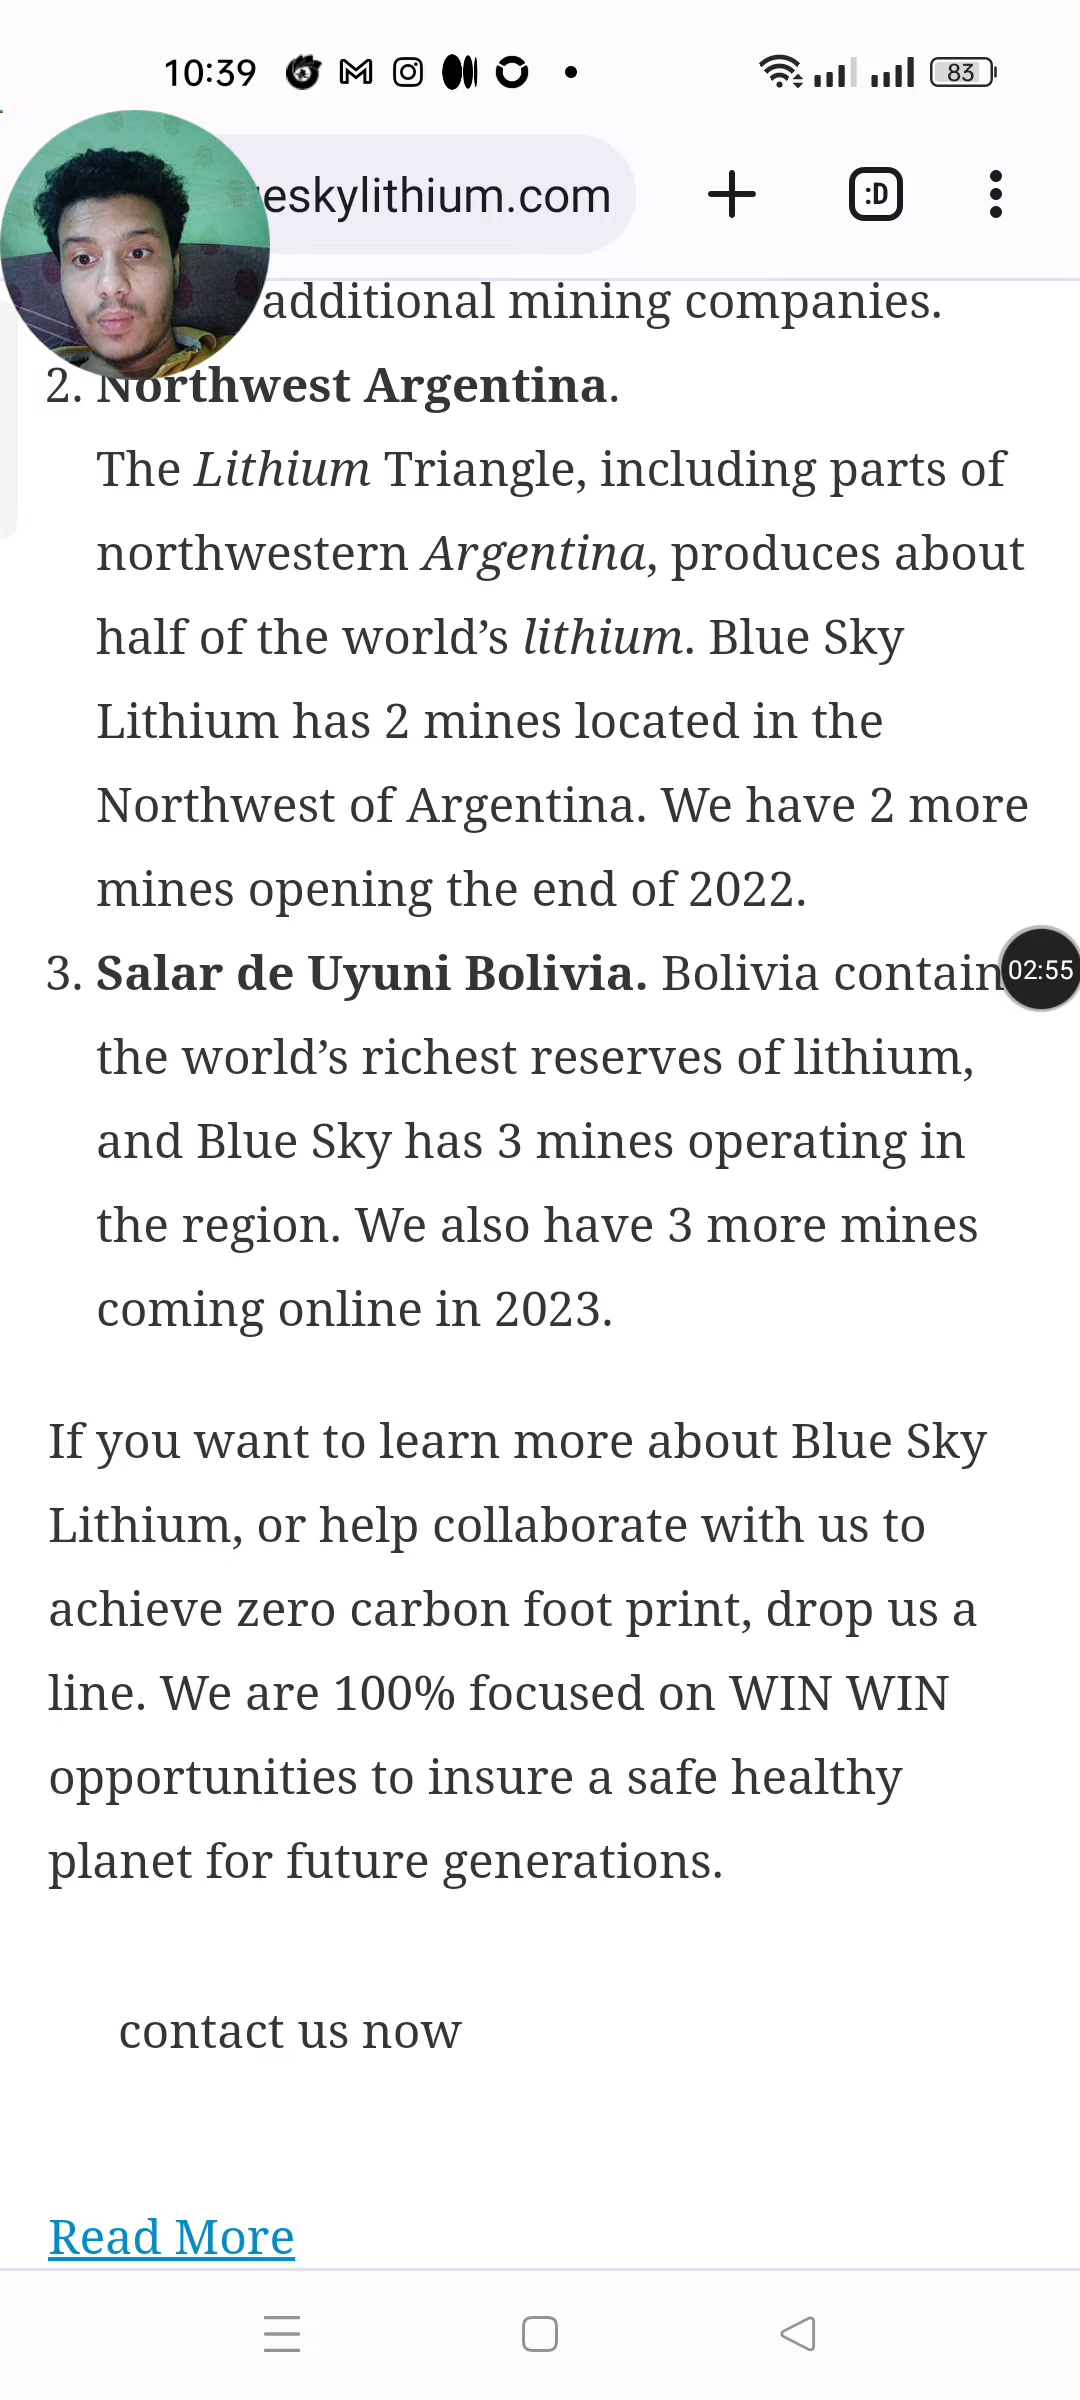 10:39
83
eskylithium.com
:D
additional mining companies.
2. Northwest Argentina.
The Lithium Triangle, including parts of
northwestern Argentina, produces about
half of the world’s lithium. Blue Sky
Lithium has 2 mines located in the
Northwest of Argentina. We have 2 more
mines opening the end of 2022.
3. Salar de Uyuni Bolivia. Bolivia contain
02:55
the world’s richest reserves of lithium,
and Blue Sky has 3 mines operating in
the region. We also have 3 more mines
coming online in 2023.
If you want to learn more about Blue Sky
Lithium, or help collaborate with us to
achieve zero carbon foot print, drop us a
line. We are 100% focused on WIN WIN
opportunities to insure a safe healthy
planet for future generations.
contact us now
Read More